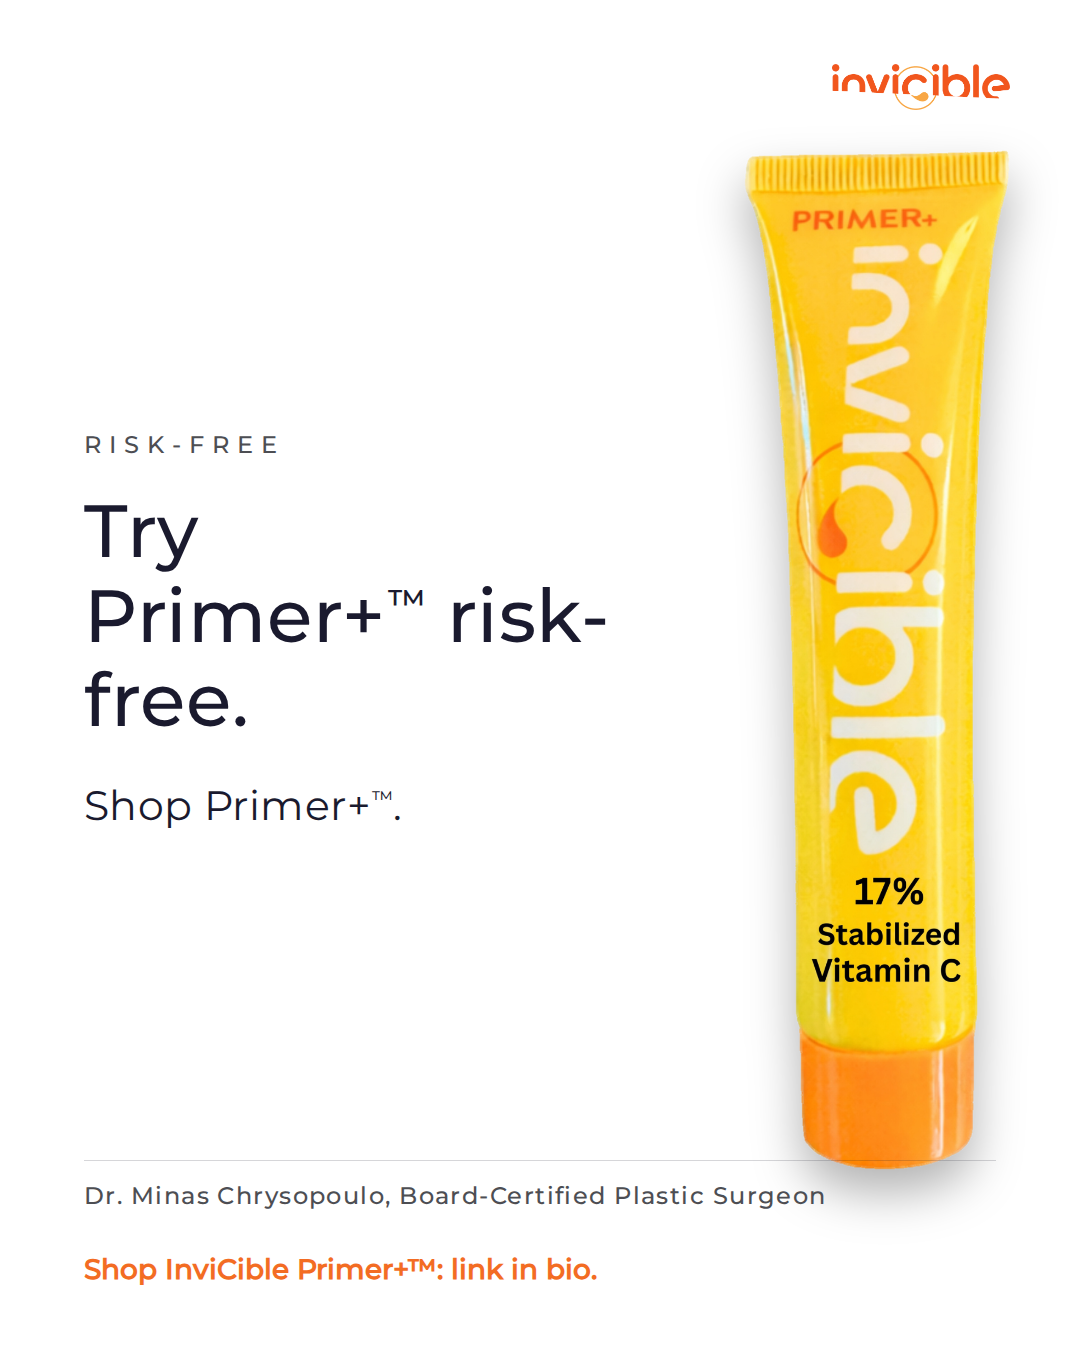 invicible
PRIMER+
invicible
RISK-FREE
Try
Primer+™ risk-
free.
Shop Primer+™.
17%
Stabilized
Vitamin C
Dr. Minas Chrysopoulo, Board-Certified Plastic Surgeon
Shop InviCible Primer+™: link in bio.